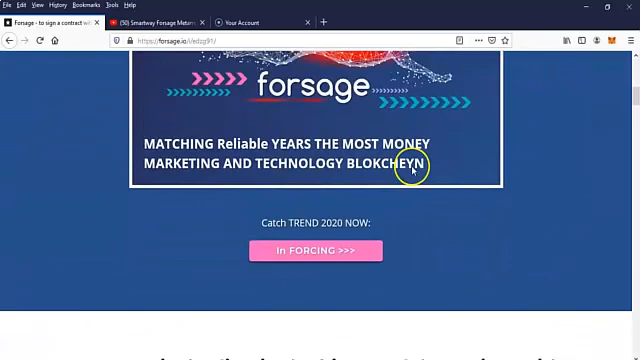 File Edit View History Bookmarks Tools Help
Forsage - to sign a contract wi
(50) Smartway Forsage Metam
Your Account
https://forsage.io/i/edzg91/
forsage
MATCHING Reliable YEARS THE MOST MONEY
MARKETING AND TECHNOLOGY BLOKCHEYN
Catch TREND 2020 NOW:
In FORCING >>>